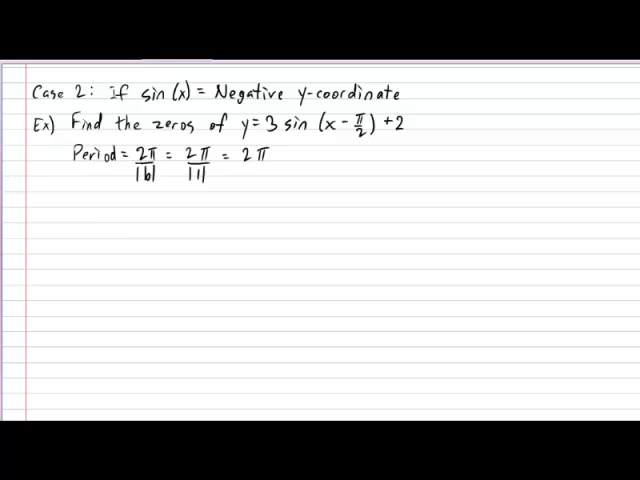 Case 2: if sin(x) = Negative y-coordinate
Ex) Find the zeros of y = 3 sin (x - π/2) + 2
Period = 2π/|b| = 2π/|1| = 2π